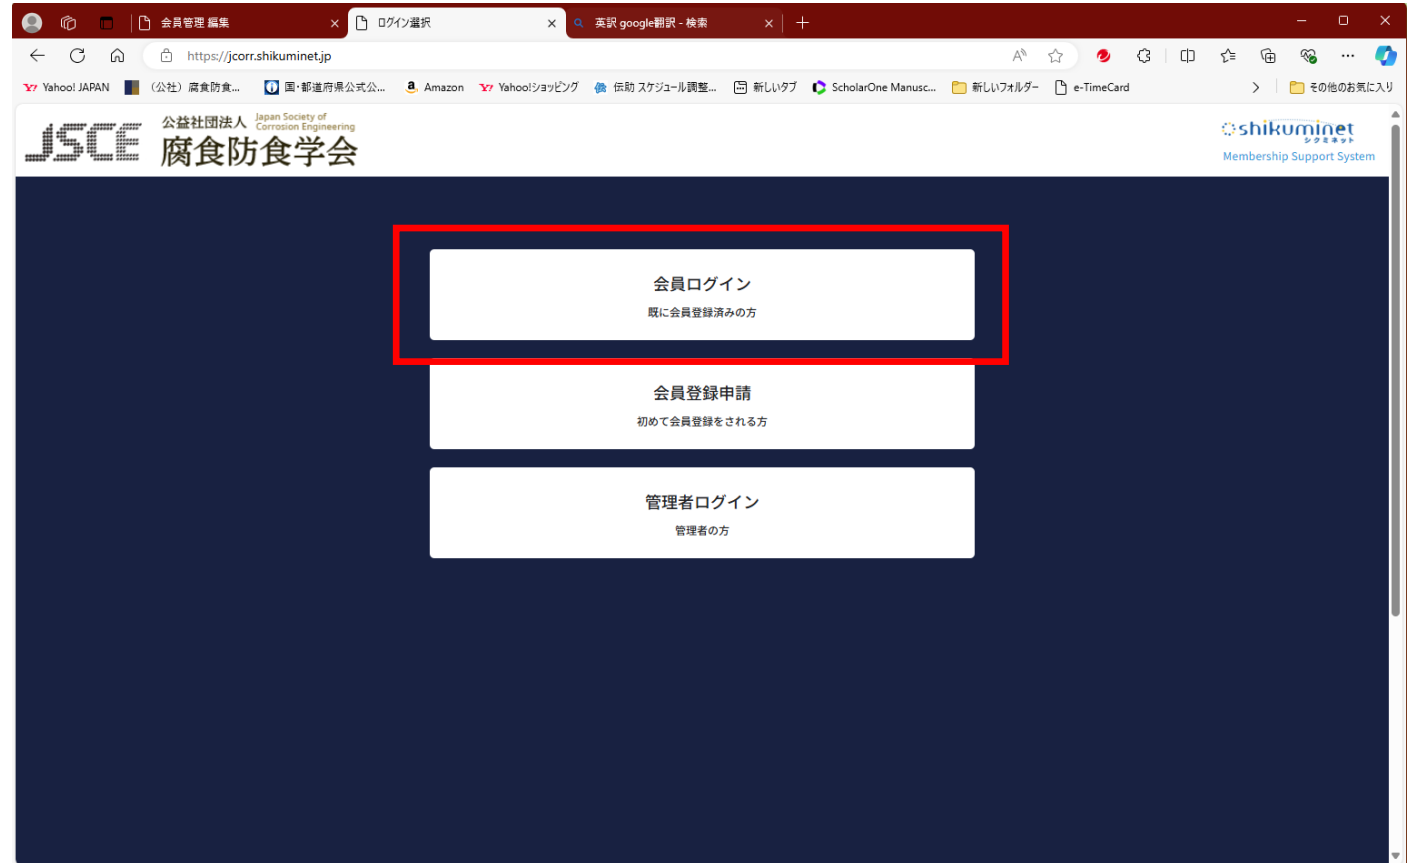 会員管理 編集
ログイン選択
英訳 google翻訳 - 検索
https://jcorr.shikuminet.jp
Yahoo! JAPAN
（公社）腐食防食...
国・都道府県公式公...
Amazon
Yahoo!ショッピング
伝助 スケジュール調整...
新しいタブ
ScholarOne Manusc...
新しいフォルダー
e-TimeCard
その他のお気に入り
JSCE
公益社団法人 Japan Society of Corrosion Engineering
腐食防食学会
shikuminet
シクミネット
Membership Support System
会員ログイン
既に会員登録済みの方
会員登録申請
初めて会員登録をされる方
管理者ログイン
管理者の方